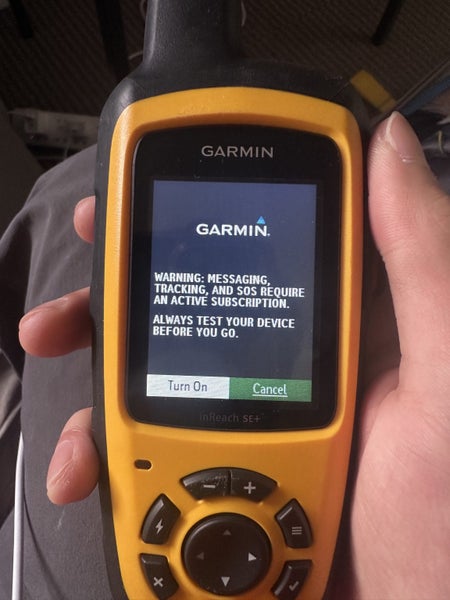 GARMIN
GARMIN.
WARNING: MESSAGING,
TRACKING, AND SOS REQUIRE
AN ACTIVE SUBSCRIPTION.
ALWAYS TEST YOUR DEVICE
BEFORE YOU GO.
Turn On Cancel
inReach SE+